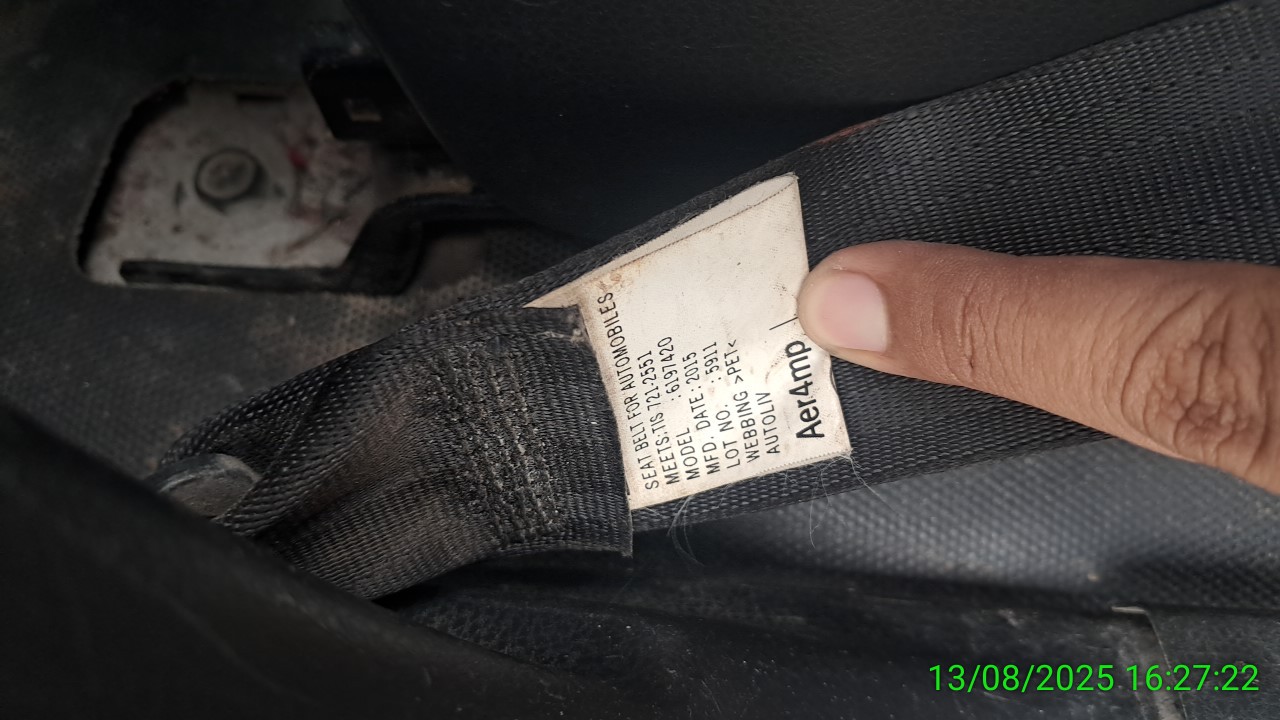 SEAT BELT FOR AUTOMOBILES
MEETS:TIS 721-2551
MODEL :6197420
MFD. DATE : 2015
LOT NO. : 5911
WEBBING >PET<
AUTOLIV
Aer4mp
13/08/2025 16:27:22